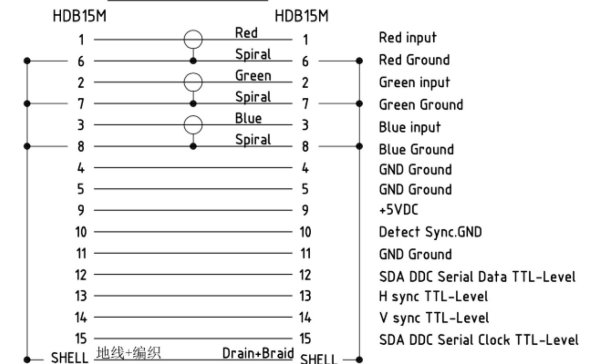 HDB15M HDB15M
1 Red 1 Red input
6 Spiral 6 Red Ground
2 Green 2 Green input
7 Spiral 7 Green Ground
3 Blue 3 Blue input
8 Spiral 8 Blue Ground
4 4 GND Ground
5 5 GND Ground
9 9 +5VDC
10 10 Detect Sync.GND
11 11 GND Ground
12 12 SDA DDC Serial Data TTL-Level
13 13 H sync TTL-Level
14 14 V sync TTL-Level
15 15 SDA DDC Serial Clock TTL-Level
SHELL 地线+编织 Drain+Braid SHELL